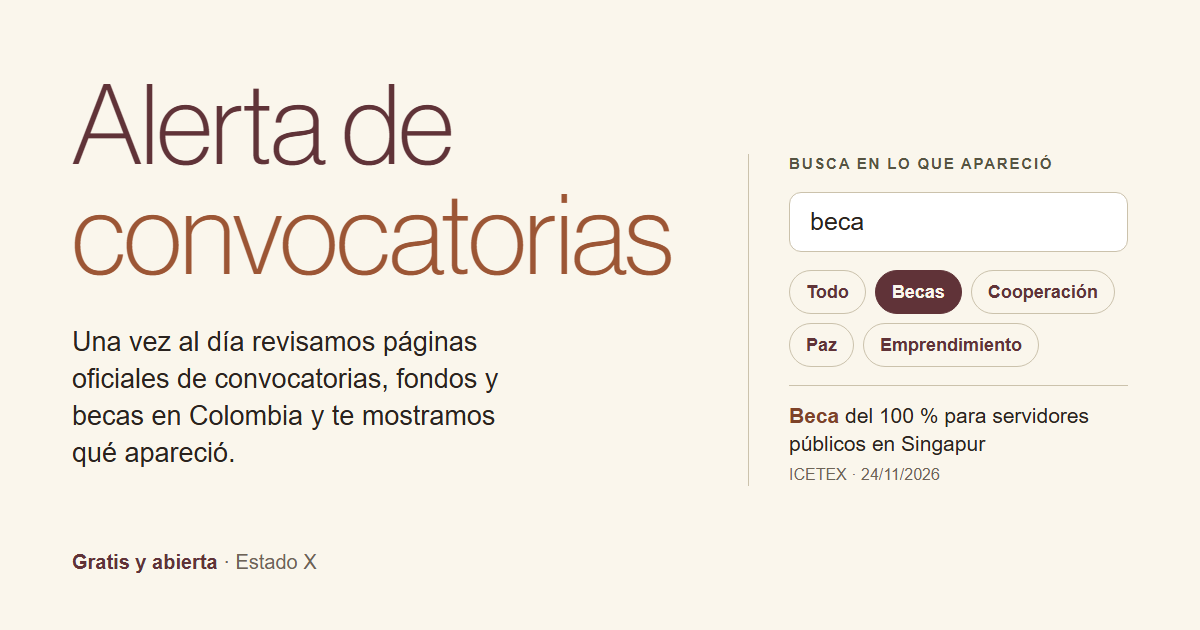 Alerta de
convocatorias
Una vez al día revisamos páginas
oficiales de convocatorias, fondos y
becas en Colombia y te mostramos
qué apareció.
Gratis y abierta · Estado X
BUSCA EN LO QUE APARECIÓ
beca
Todo
Becas
Cooperación
Paz
Emprendimiento
Beca del 100 % para servidores
públicos en Singapur
ICETEX · 24/11/2026